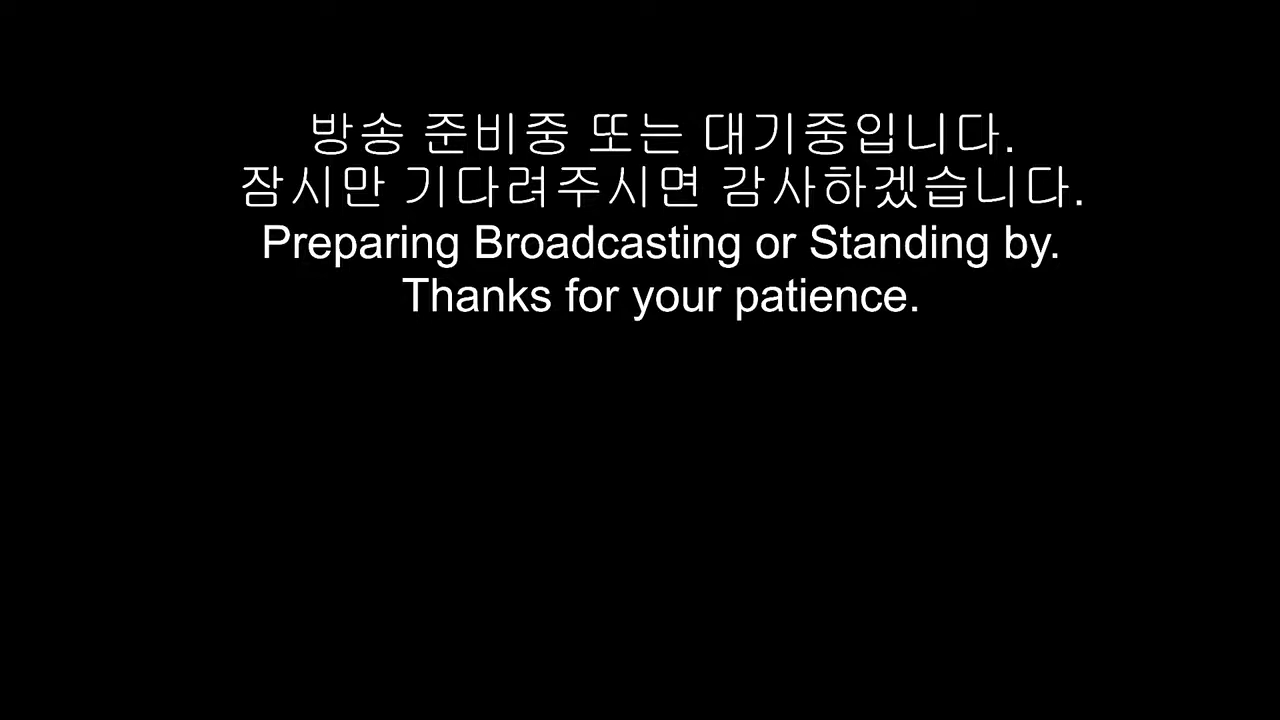 방송 준비중 또는 대기중입니다.
잠시만 기다려주시면 감사하겠습니다.
Preparing Broadcasting or Standing by.
Thanks for your patience.